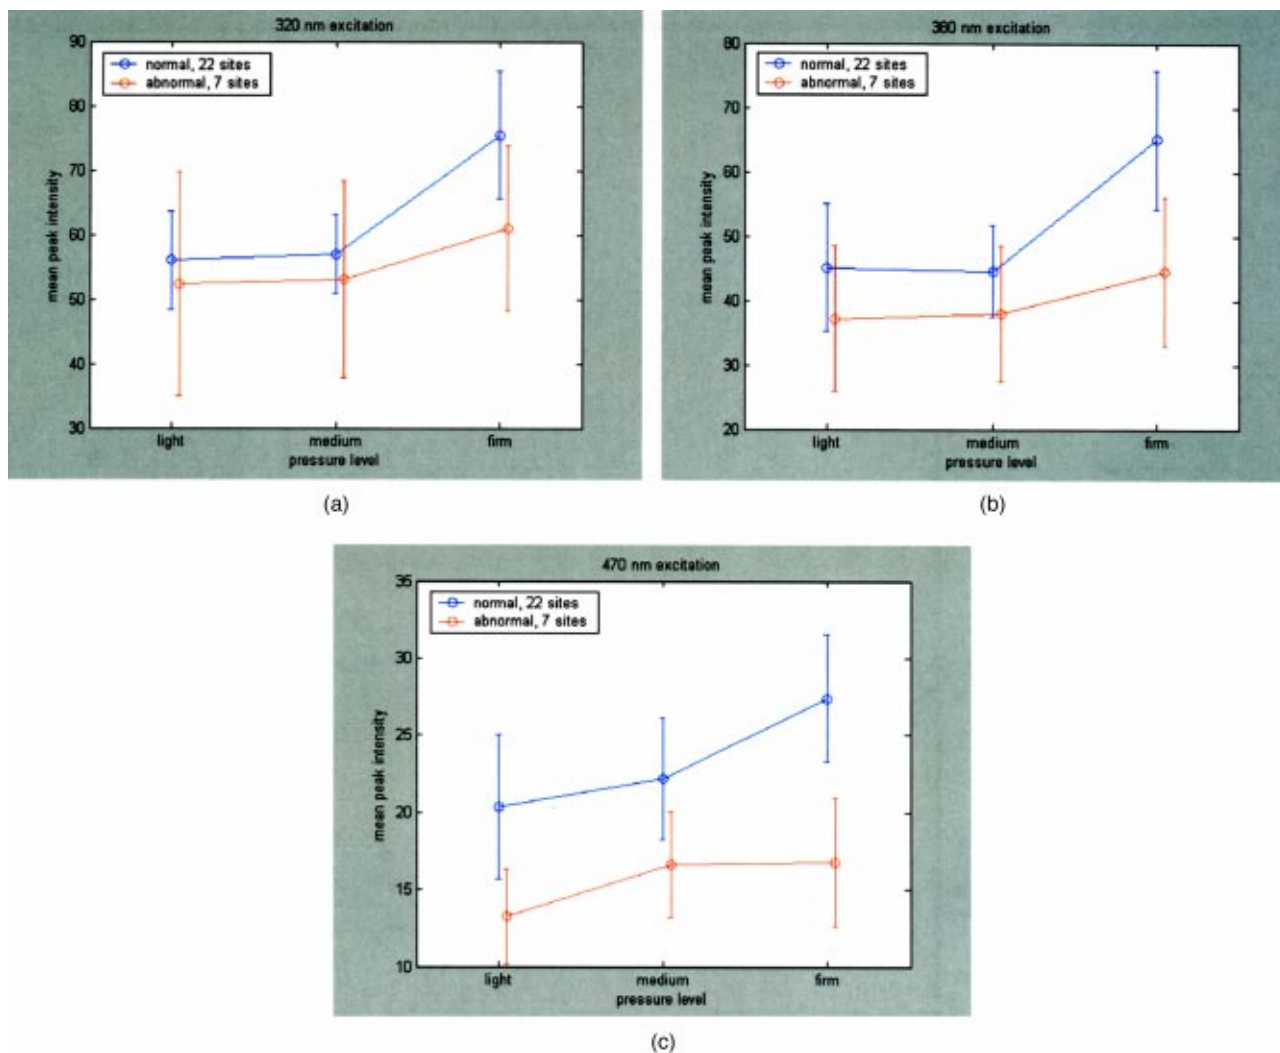 320 nm excitation
90
80
70
60
50
40
30
mean peak intensity
normal, 22 sites
abnormal, 7 sites
light
medium
firm
pressure level
(a)
360 nm excitation
80
70
60
50
40
30
20
mean peak intensity
normal, 22 sites
abnormal, 7 sites
light
medium
firm
pressure level
(b)
470 nm excitation
35
30
25
20
15
10
mean peak intensity
normal, 22 sites
abnormal, 7 sites
light
medium
firm
pressure level
(c)